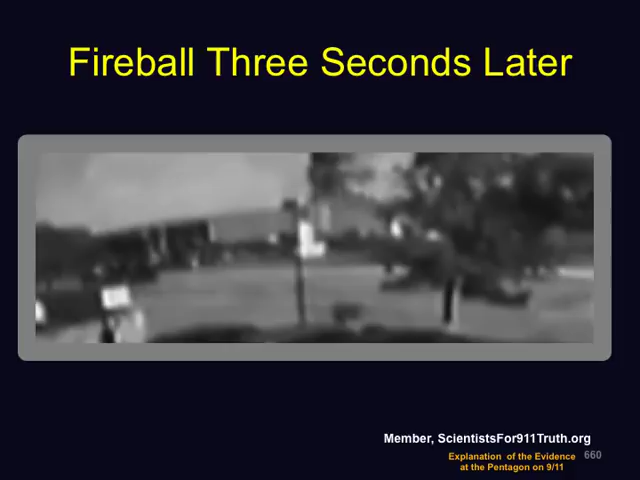 Fireball Three Seconds Later
Member, ScientistsFor911Truth.org
Explanation of the Evidence
at the Pentagon on 9/11
660